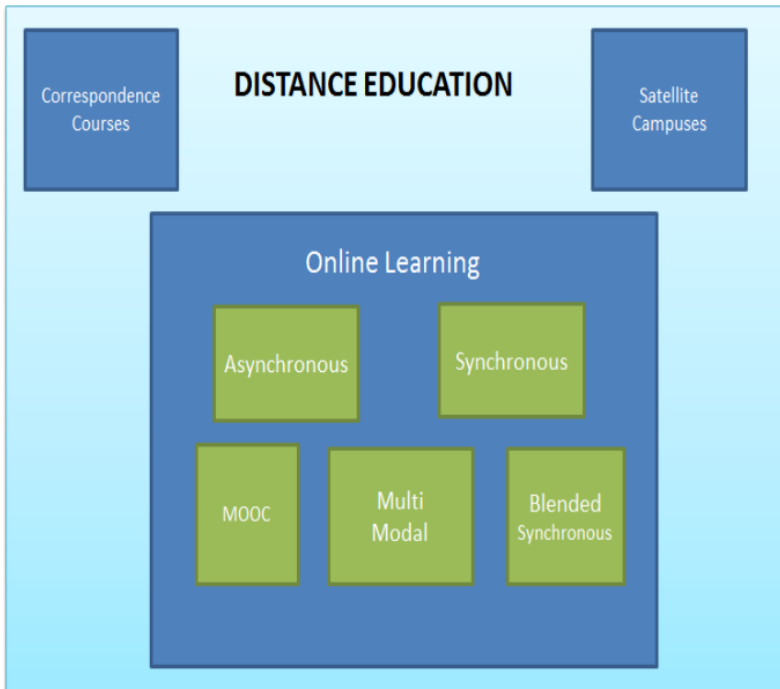 Correspondence
Courses
DISTANCE EDUCATION
Satellite
Campuses
Online Learning
Asynchronous
Synchronous
MOOC
Multi
Modal
Blended
Synchronous